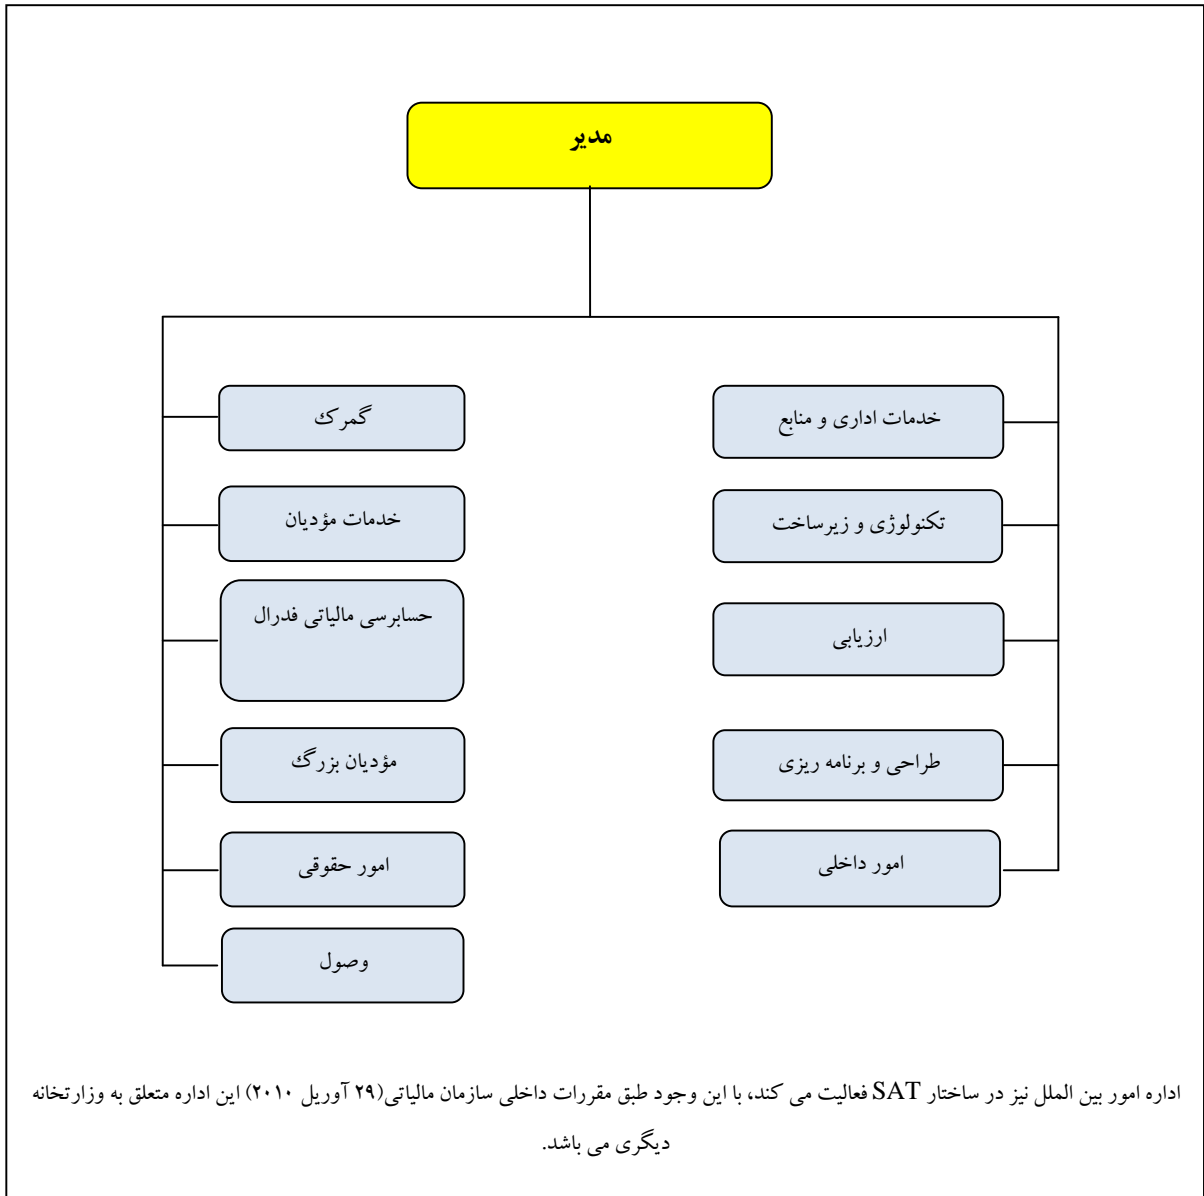 مدیر
خدمات اداری و منابع
تکنولوژی و زیرساخت
ارزیابی
طراحی و برنامه ریزی
امور داخلی
گمرک
خدمات مؤدیان
حسابرسی مالیاتی فدرال
مؤدیان بزرگ
امور حقوقی
وصول
اداره امور بین الملل نیز در ساختار SAT فعالیت می کند، با این وجود طبق مقررات داخلی سازمان مالیاتی(۲۹ آوریل ۲۰۱۰) این اداره متعلق به وزارتخانه
دیگری می باشد.